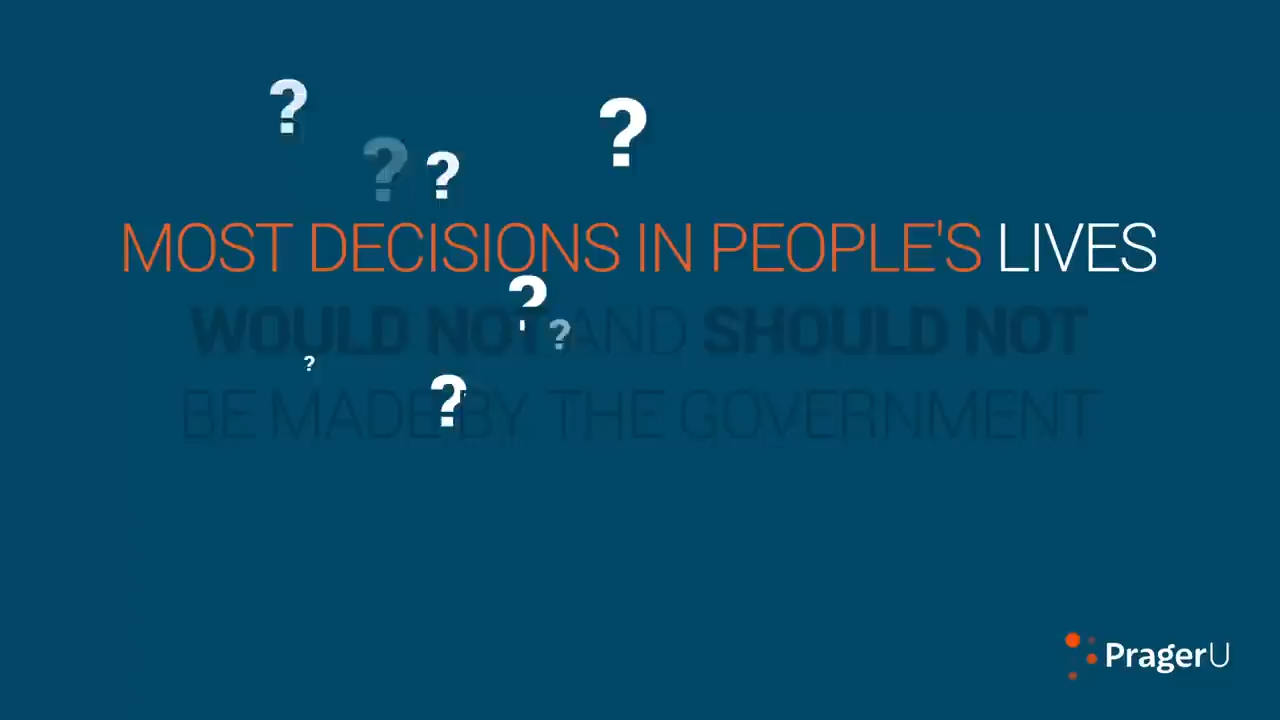 ?
?
? ?
MOST DECISIONS IN PEOPLE'S LIVES
?
WOULD NOT AND SHOULD NOT
?
?
?
BE MADE BY THE GOVERNMENT
PragerU